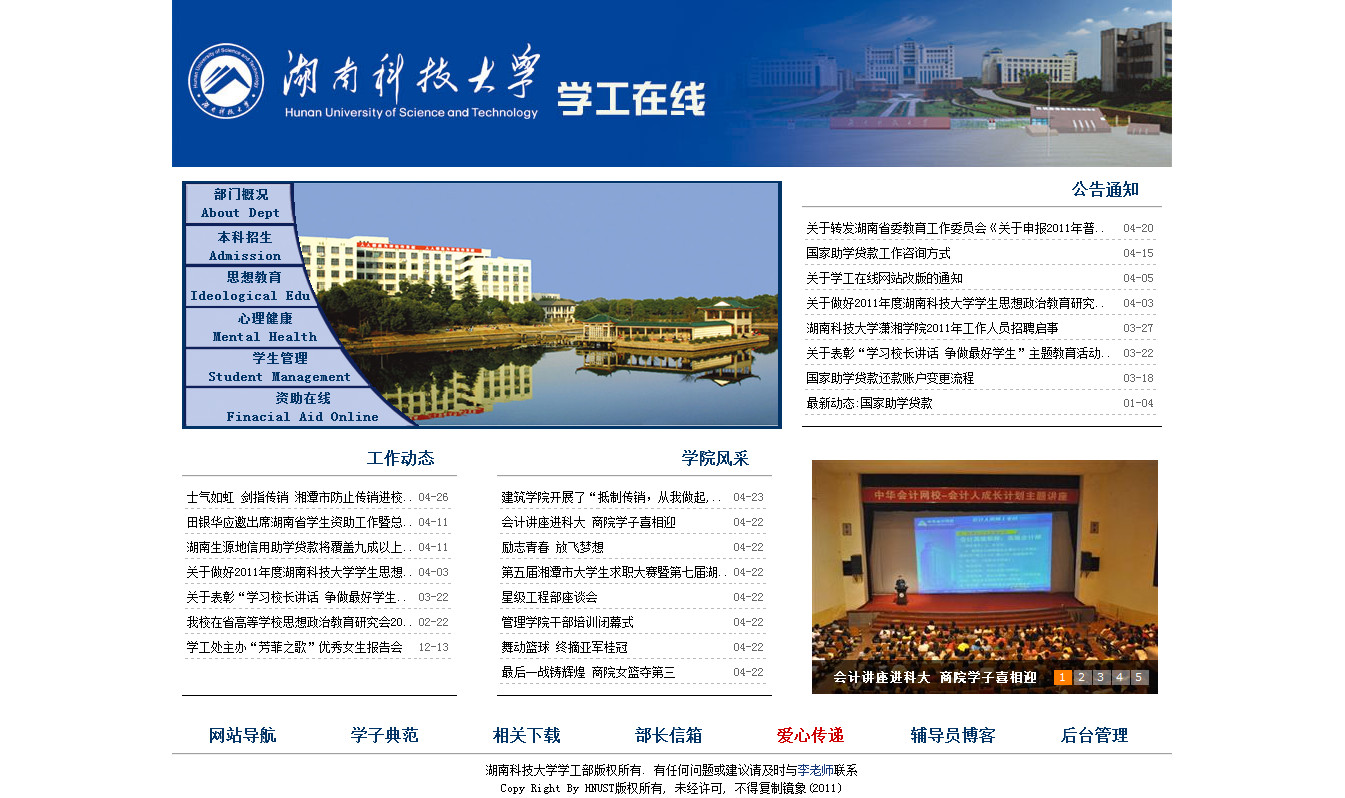 湖南科技大学
Hunan University of Science and Technology
学工在线
部门概况
About Dept
本科招生
Admission
思想教育
Ideological Edu
心理健康
Mental Health
学生管理
Student Management
资助在线
Finacial Aid Online
公告通知
关于转发湖南省委教育工作委员会《关于申报2011年普.. 04-20
国家助学贷款工作咨询方式 04-15
关于学工在线网站改版的通知 04-05
关于做好2011年度湖南科技大学学生思想政治教育研究.. 04-03
湖南科技大学潇湘学院2011年工作人员招聘启事 03-27
关于表彰“学习校长讲话 争做最好学生”主题教育活动.. 03-22
国家助学贷款还款账户变更流程 03-18
最新动态:国家助学贷款 01-04
工作动态
士气如虹 剑指传销 湘潭市防止传销进校.. 04-26
田银华应邀出席湖南省学生资助工作暨总.. 04-11
湖南生源地信用助学贷款将覆盖九成以上.. 04-11
关于做好2011年度湖南科技大学学生思想.. 04-03
关于表彰“学习校长讲话 争做最好学生.. 03-22
我校在省高等学校思想政治教育研究会20.. 02-22
学工处主办“芳菲之歌”优秀女生报告会 12-13
学院风采
建筑学院开展了“抵制传销，从我做起,.. 04-23
会计讲座进科大 商院学子喜相迎 04-22
励志青春 放飞梦想 04-22
第五届湘潭市大学生求职大赛暨第七届湖.. 04-22
星级工程部座谈会 04-22
管理学院干部培训闭幕式 04-22
舞动篮球 终摘亚军桂冠 04-22
最后一战铸辉煌 商院女篮夺第三 04-22
中华会计网校-会计人成长计划主题讲座
会计讲座进科大 商院学子喜相迎 1 2 3 4 5
网站导航 学子典范 相关下载 部长信箱 爱心传递 辅导员博客 后台管理
湖南科技大学学工部版权所有. 有任何问题或建议请及时与李老师联系
Copy Right By HNUST版权所有, 未经许可, 不得复制镜象(2011)